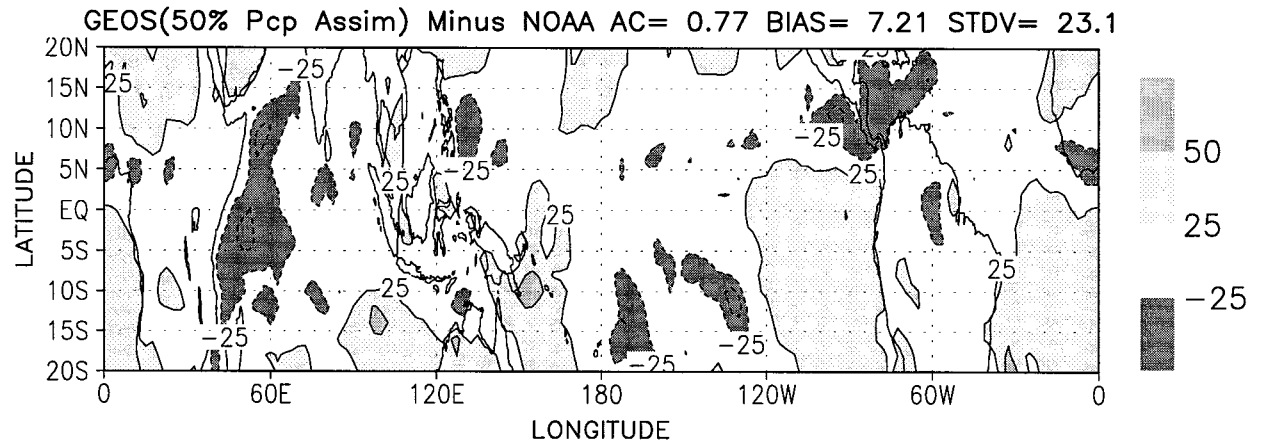 GEOS(50% Pcp Assim) Minus NOAA AC= 0.77 BIAS= 7.21 STDV= 23.1
20N
15N
10N
5N
EQ
5S
10S
15S
20S
LATITUDE
25
-25
25
-25
25
25
-25
-25
25
-25
25
-25
-25
25
0
60E
120E
180
120W
60W
0
LONGITUDE
50
25
-25